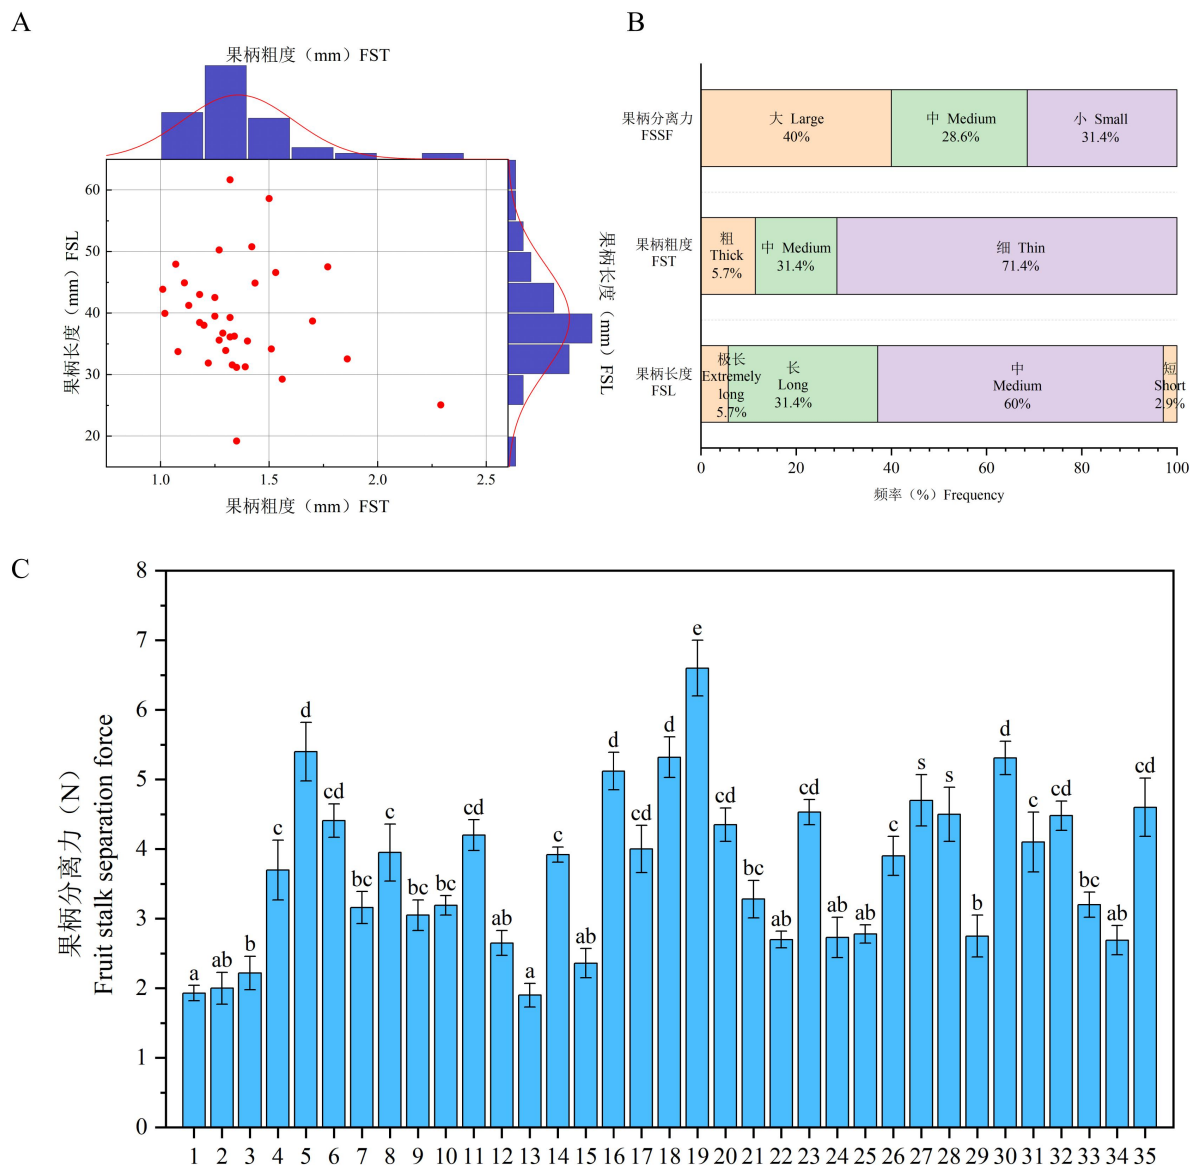 A
果柄粗度（mm）FST
60
50
40
30
20
果柄长度（mm）FSL
果柄长度（mm）FSL
1.0 1.5 2.0 2.5
果柄粗度（mm）FST
B
果柄分离力
FSSF
大 Large
40%
中 Medium
28.6%
小 Small
31.4%
果柄粗度
FST
粗
Thick
5.7%
中 Medium
31.4%
细 Thin
71.4%
果柄长度
FSL
极长
Extremely
long
5.7%
长
Long
31.4%
中
Medium
60%
短
Short
2.9%
0 20 40 60 80 100
频率（%）Frequency
C
果柄分离力（N）
Fruit stalk separation force
8
7
6
5
4
3
2
1
0
a ab b c d cd bc c bc bc cd ab a c ab d c d e cd bc ab cd ab ab c s s b d c cd bc ab cd
1 2 3 4 5 6 7 8 9 10 11 12 13 14 15 16 17 18 19 20 21 22 23 24 25 26 27 28 29 30 31 32 33 34 35